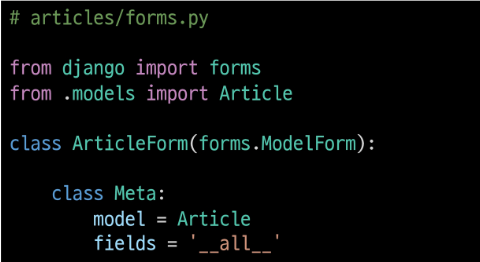 # articles/forms.py

from django import forms
from .models import Article

class ArticleForm(forms.ModelForm):

    class Meta:
        model = Article
        fields = '__all__'